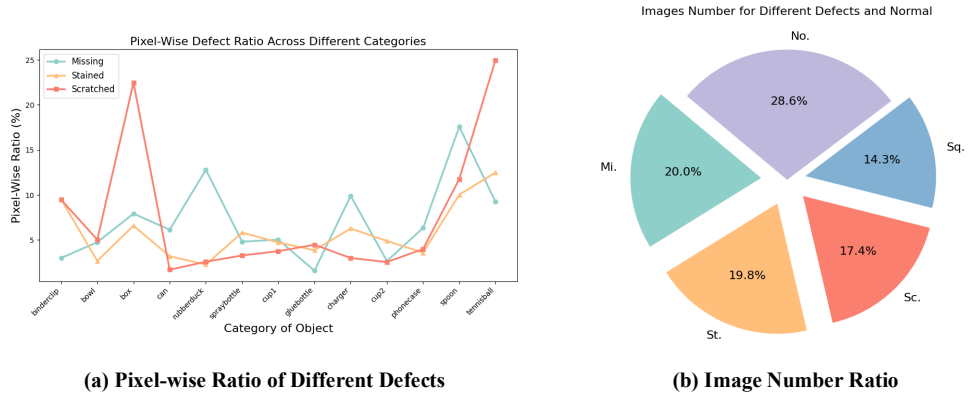 Pixel-Wise Defect Ratio Across Different Categories
Missing
Stained
Scratched
Pixel-Wise Ratio (%)
25
20
15
10
5
binderclip
bowl
box
can
rubberduck
spraybottle
cup1
gluebottle
charger
cup2
phonecase
spoon
tennisball
Category of Object
(a) Pixel-wise Ratio of Different Defects
Images Number for Different Defects and Normal
No.
28.6%
Sq.
14.3%
Mi.
20.0%
17.4%
Sc.
19.8%
St.
(b) Image Number Ratio